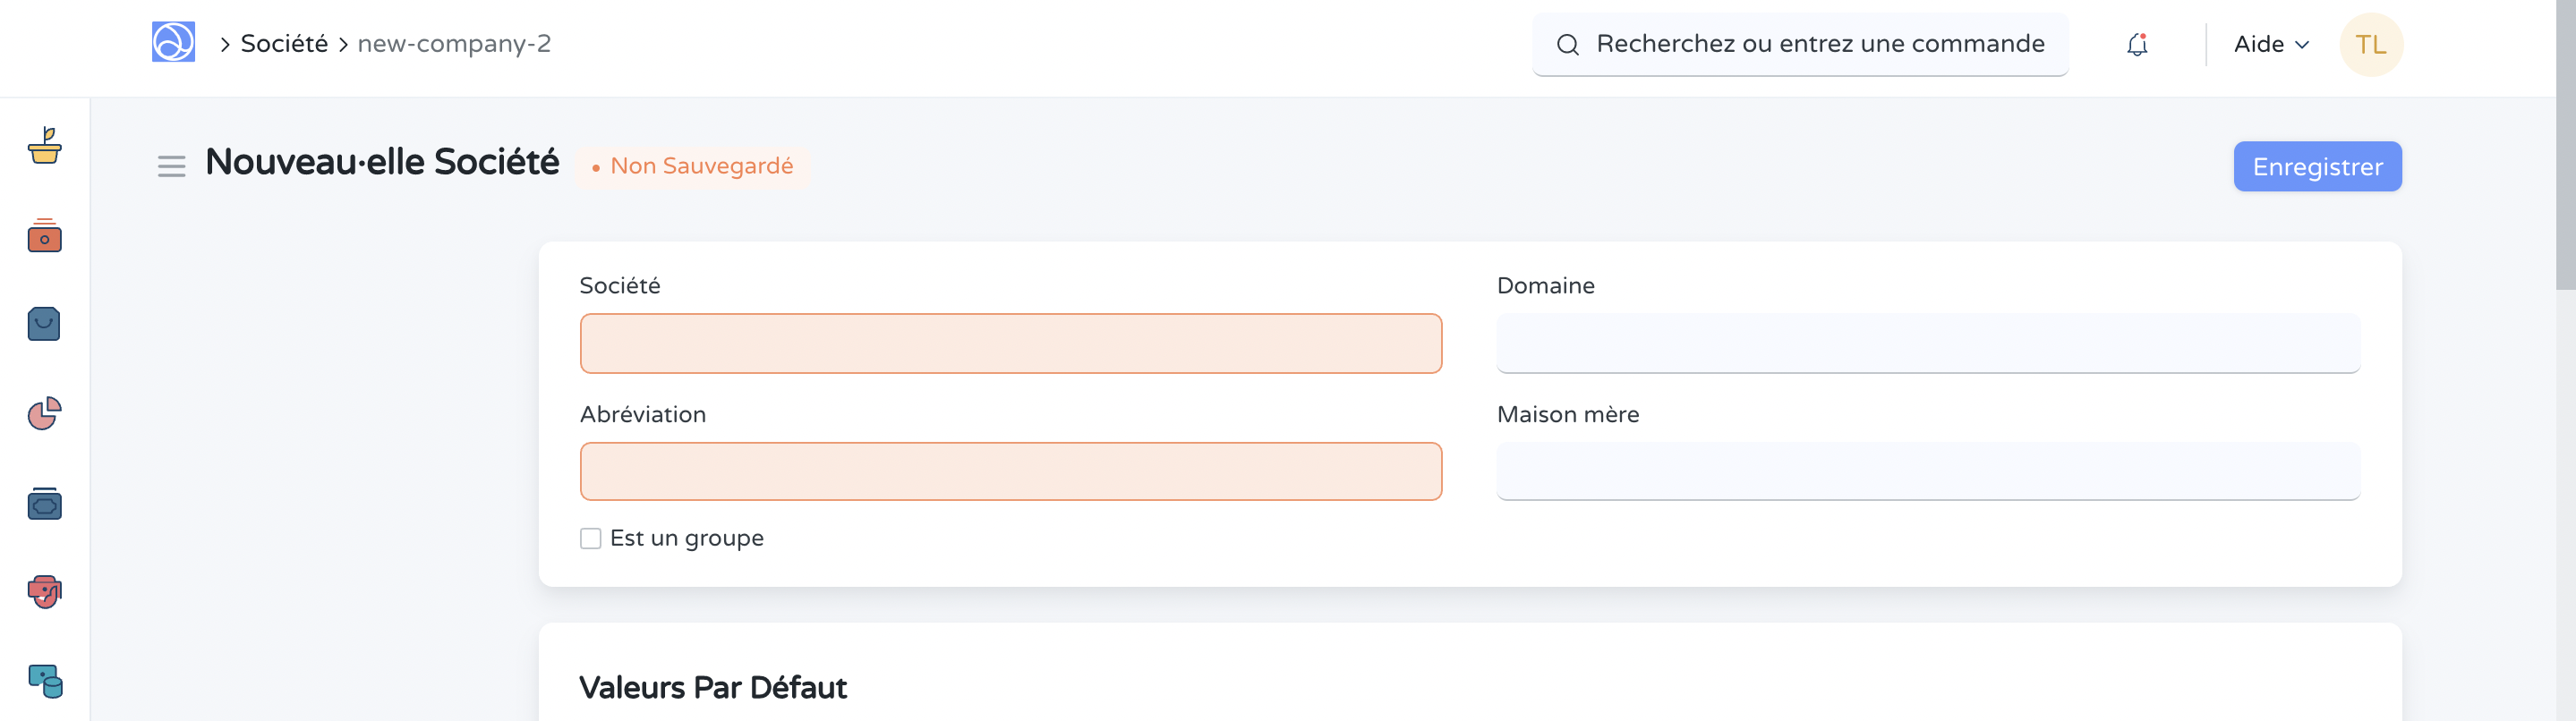 Société new-company-2
Recherchez ou entrez une commande
Aide
TL
Nouveau·elle Société
Non Sauvegardé
Enregistrer
Société
Domaine
Abréviation
Maison mère
Est un groupe
Valeurs Par Défaut